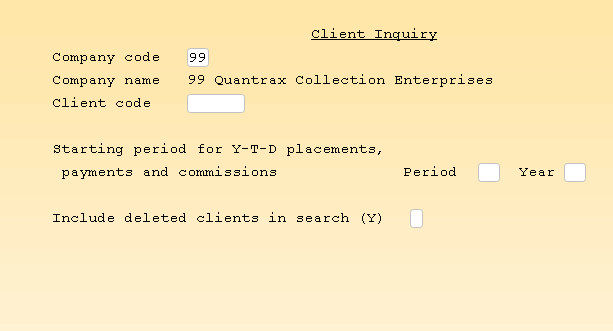 Client Inquiry
Company code 99
Company name 99 Quantrax Collection Enterprises
Client code
Starting period for Y-T-D placements,
payments and commissions Period Year
Include deleted clients in search (Y)